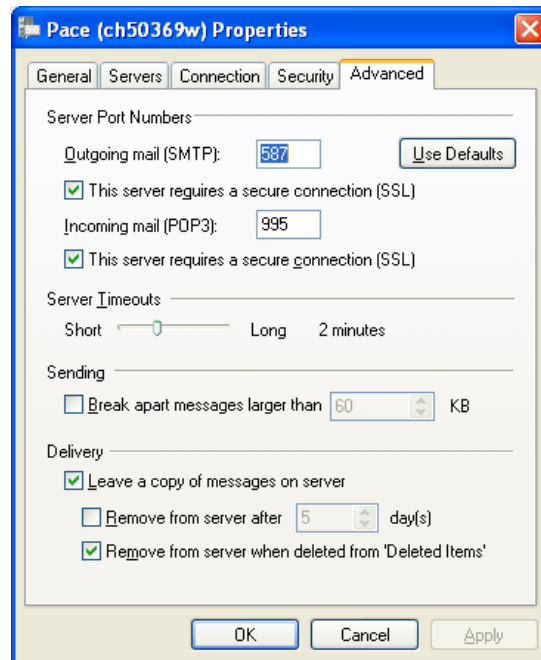 Pace (ch50369w) Properties
General Servers Connection Security Advanced
Server Port Numbers
Outgoing mail (SMTP): 587 Use Defaults
This server requires a secure connection (SSL)
Incoming mail (POP3): 995
This server requires a secure connection (SSL)
Server Timeouts
Short Long 2 minutes
Sending
Break apart messages larger than 60 KB
Delivery
Leave a copy of messages on server
Remove from server after 5 day(s)
Remove from server when deleted from 'Deleted Items'
OK Cancel Apply